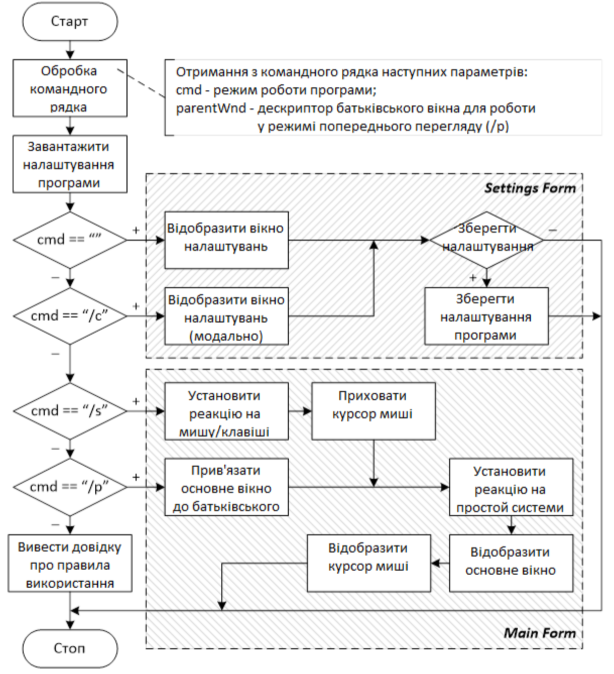 Старт
Обробка
командного
рядка
Отримання з командного рядка наступних параметрів:
cmd - режим роботи програми;
parentWnd - дескриптор батьківського вікна для роботи
у режимі попереднього перегляду (/p)
Завантажити
налаштування
програми
Settings Form
cmd == “”
+
–
Відобразити вікно
налаштувань
Зберегти
налаштування
–
+
cmd == “/c”
+
–
Відобразити вікно
налаштувань
(модально)
Зберегти
налаштування
програми
cmd == “/s”
+
–
Установити
реакцію на
мишу/клавіші
Приховати
курсор миші
cmd == “/p”
+
–
Прив'язати
основне вікно
до батьківського
Установити
реакцію на
простой системи
Вивести довідку
про правила
використання
Відобразити
курсор миші
Відобразити
основне вікно
Main Form
Стоп